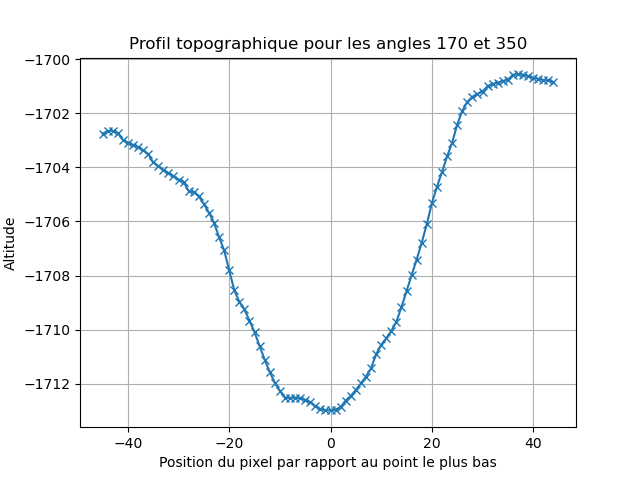 Profil topographique pour les angles 170 et 350
−1700
−1702
−1704
−1706
−1708
−1710
−1712
Altitude
−40 −20 0 20 40
Position du pixel par rapport au point le plus bas